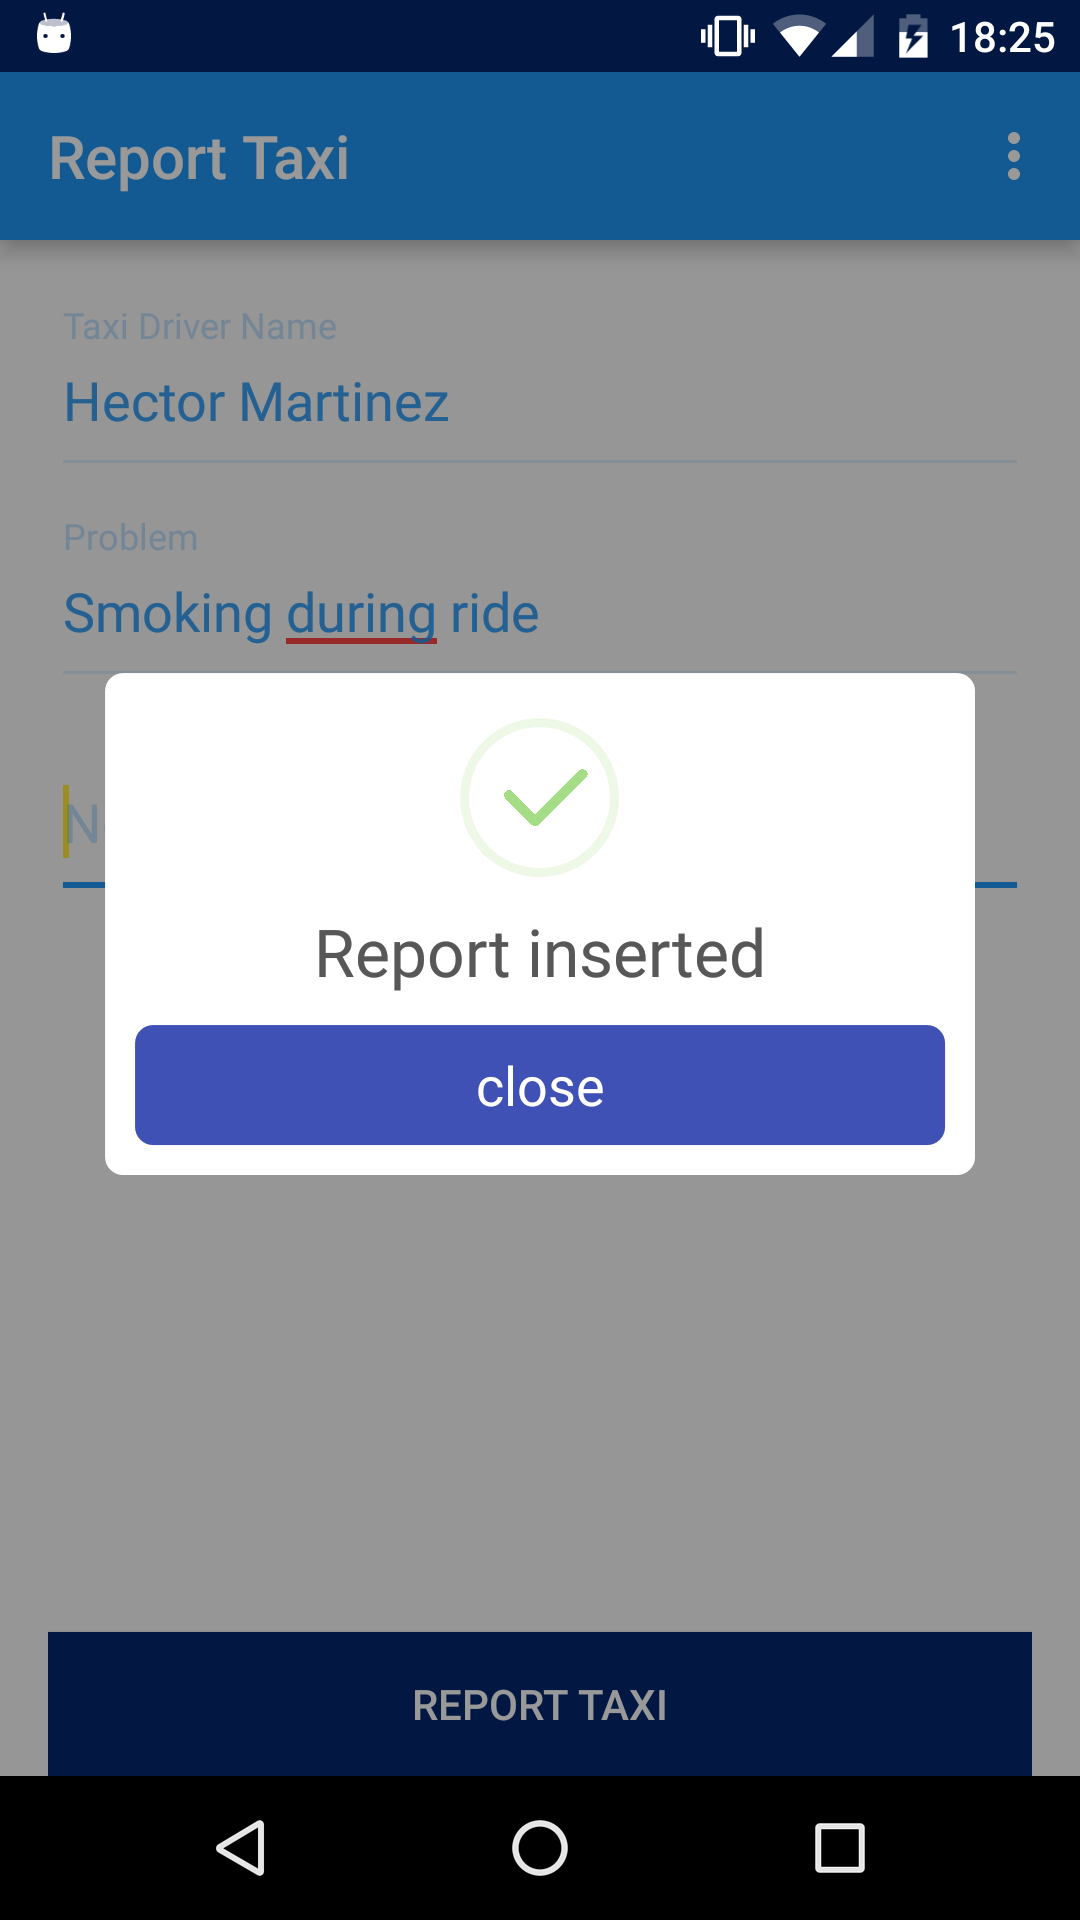 18:25
Report Taxi
Taxi Driver Name
Hector Martinez
Problem
Smoking during ride
Report inserted
close
REPORT TAXI